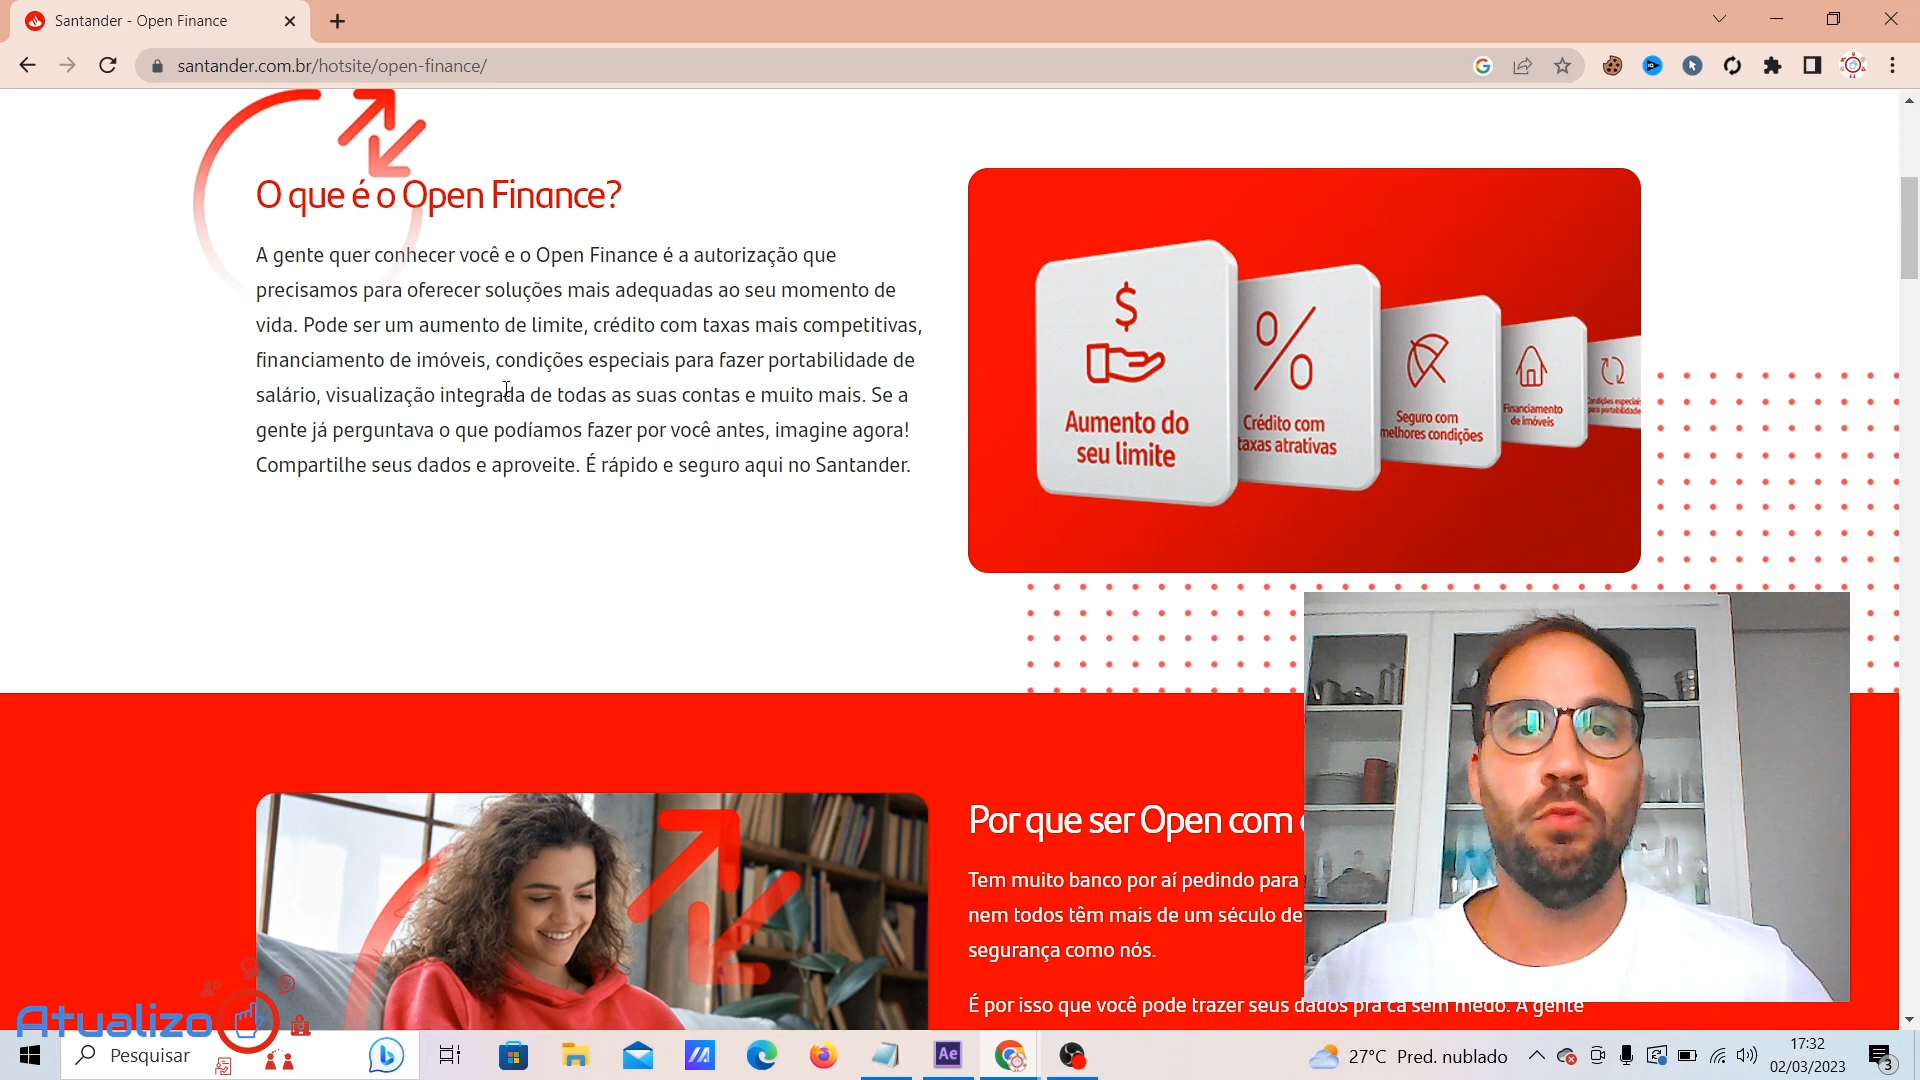 Santander - Open Finance
santander.com.br/hotsite/open-finance/
O que é o Open Finance?
A gente quer conhecer você e o Open Finance é a autorização que
precisamos para oferecer soluções mais adequadas ao seu momento de
vida. Pode ser um aumento de limite, crédito com taxas mais competitivas,
financiamento de imóveis, condições especiais para fazer portabilidade de
salário, visualização integrada de todas as suas contas e muito mais. Se a
gente já perguntava o que podíamos fazer por você antes, imagine agora!
Compartilhe seus dados e aproveite. É rápido e seguro aqui no Santander.
$
Aumento do
seu limite
%
Crédito com
taxas atrativas
Seguro com
melhores condições
Financiamento
de imóveis
Condições especiais
para portabilidade
Por que ser Open com
Tem muito banco por aí pedindo para
nem todos têm mais de um século de
segurança como nós.
É por isso que você pode trazer seus dados pra cá sem medo. A gente
Atualizo
Pesquisar
Ae
27°C Pred. nublado
17:32
02/03/2023
3